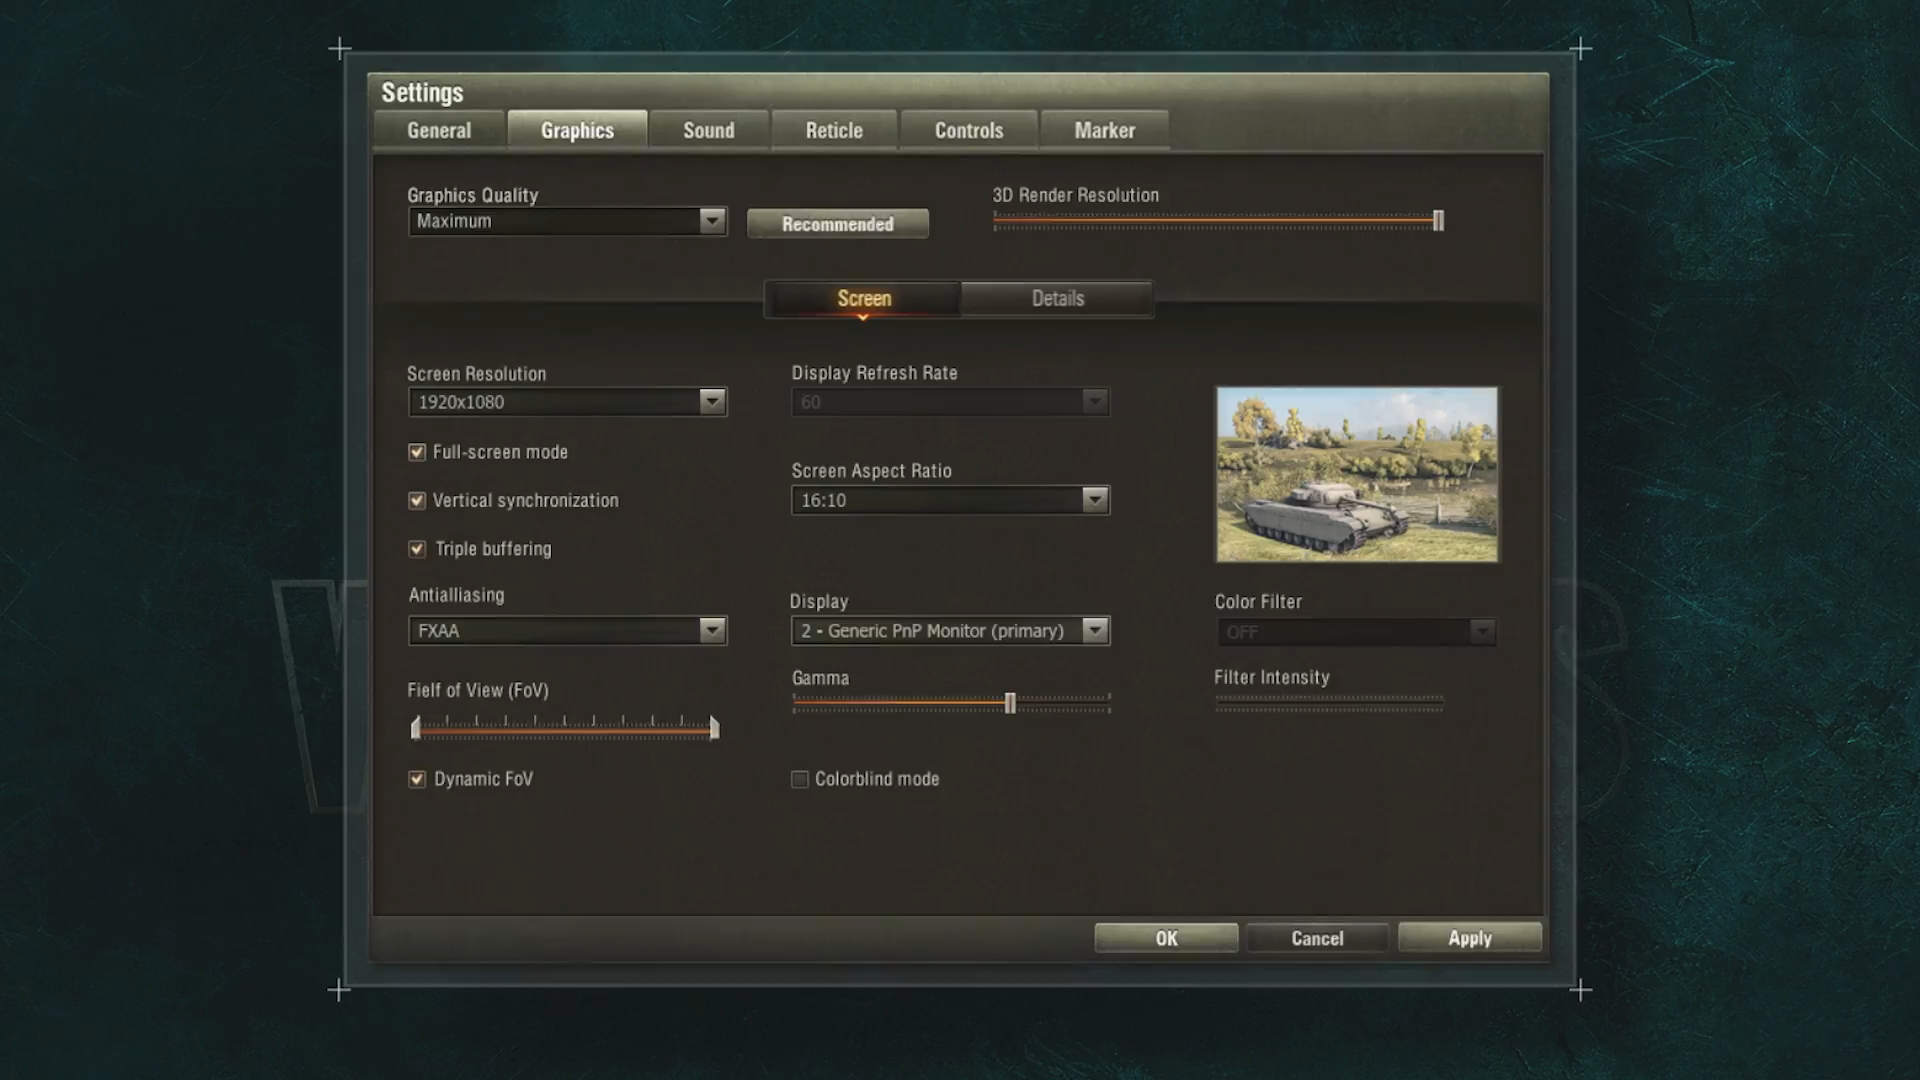 Settings
General Graphics Sound Reticle Controls Marker
Graphics Quality
Maximum
Recommended
3D Render Resolution
Screen Details
Screen Resolution
1920x1080
Full-screen mode
Vertical synchronization
Triple buffering
Antialliasing
FXAA
Fielf of View (FoV)
Dynamic FoV
Display Refresh Rate
60
Screen Aspect Ratio
16:10
Display
2 - Generic PnP Monitor (primary)
Gamma
Colorblind mode
Color Filter
OFF
Filter Intensity
OK Cancel Apply